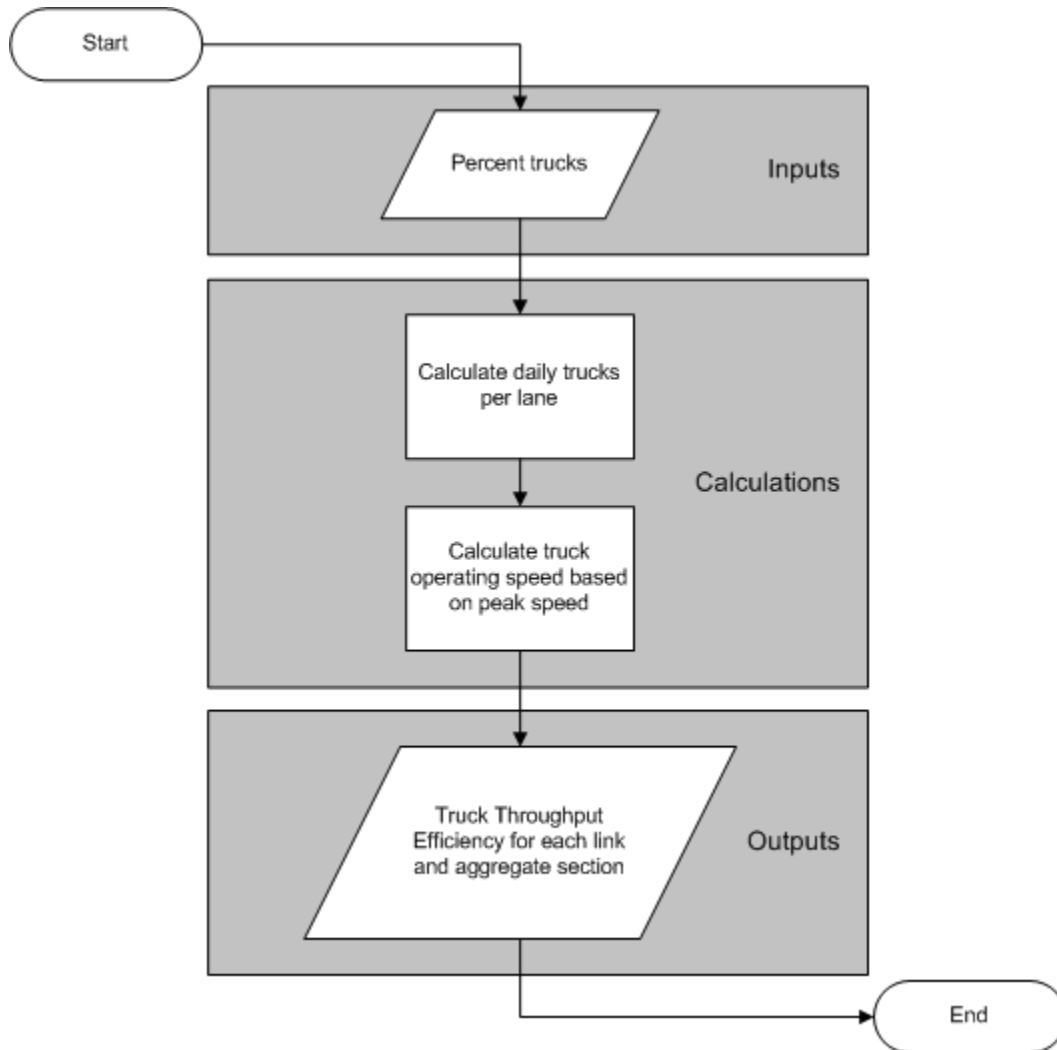 Start
Percent trucks
Inputs
Calculate daily trucks
per lane
Calculations
Calculate truck
operating speed based
on peak speed
Truck Throughput
Efficiency for each link
and aggregate section
Outputs
End